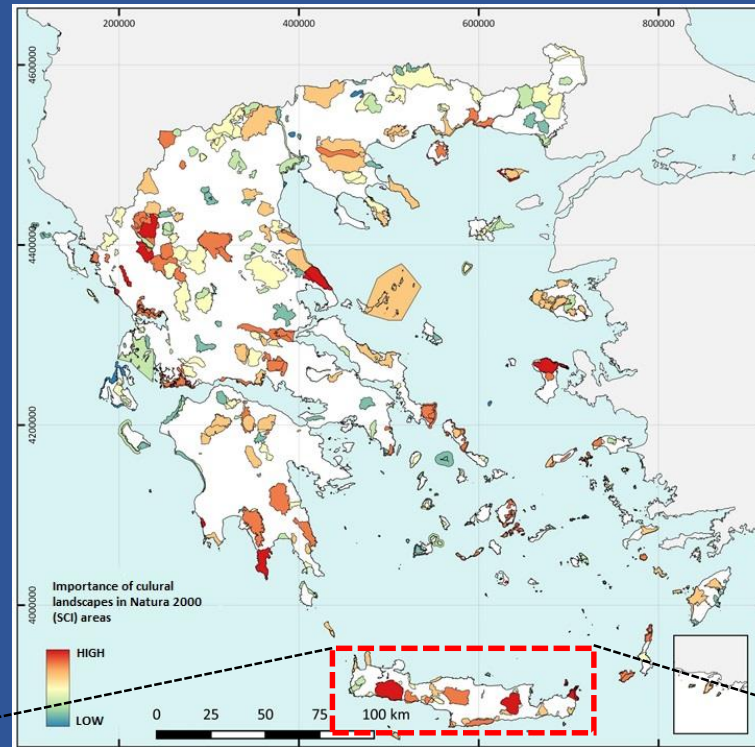 200000 400000 600000 800000
4600000
4400000
4200000
4000000
Importance of culural
landscapes in Natura 2000
(SCI) areas
HIGH
LOW
0 25 50 75 100 km